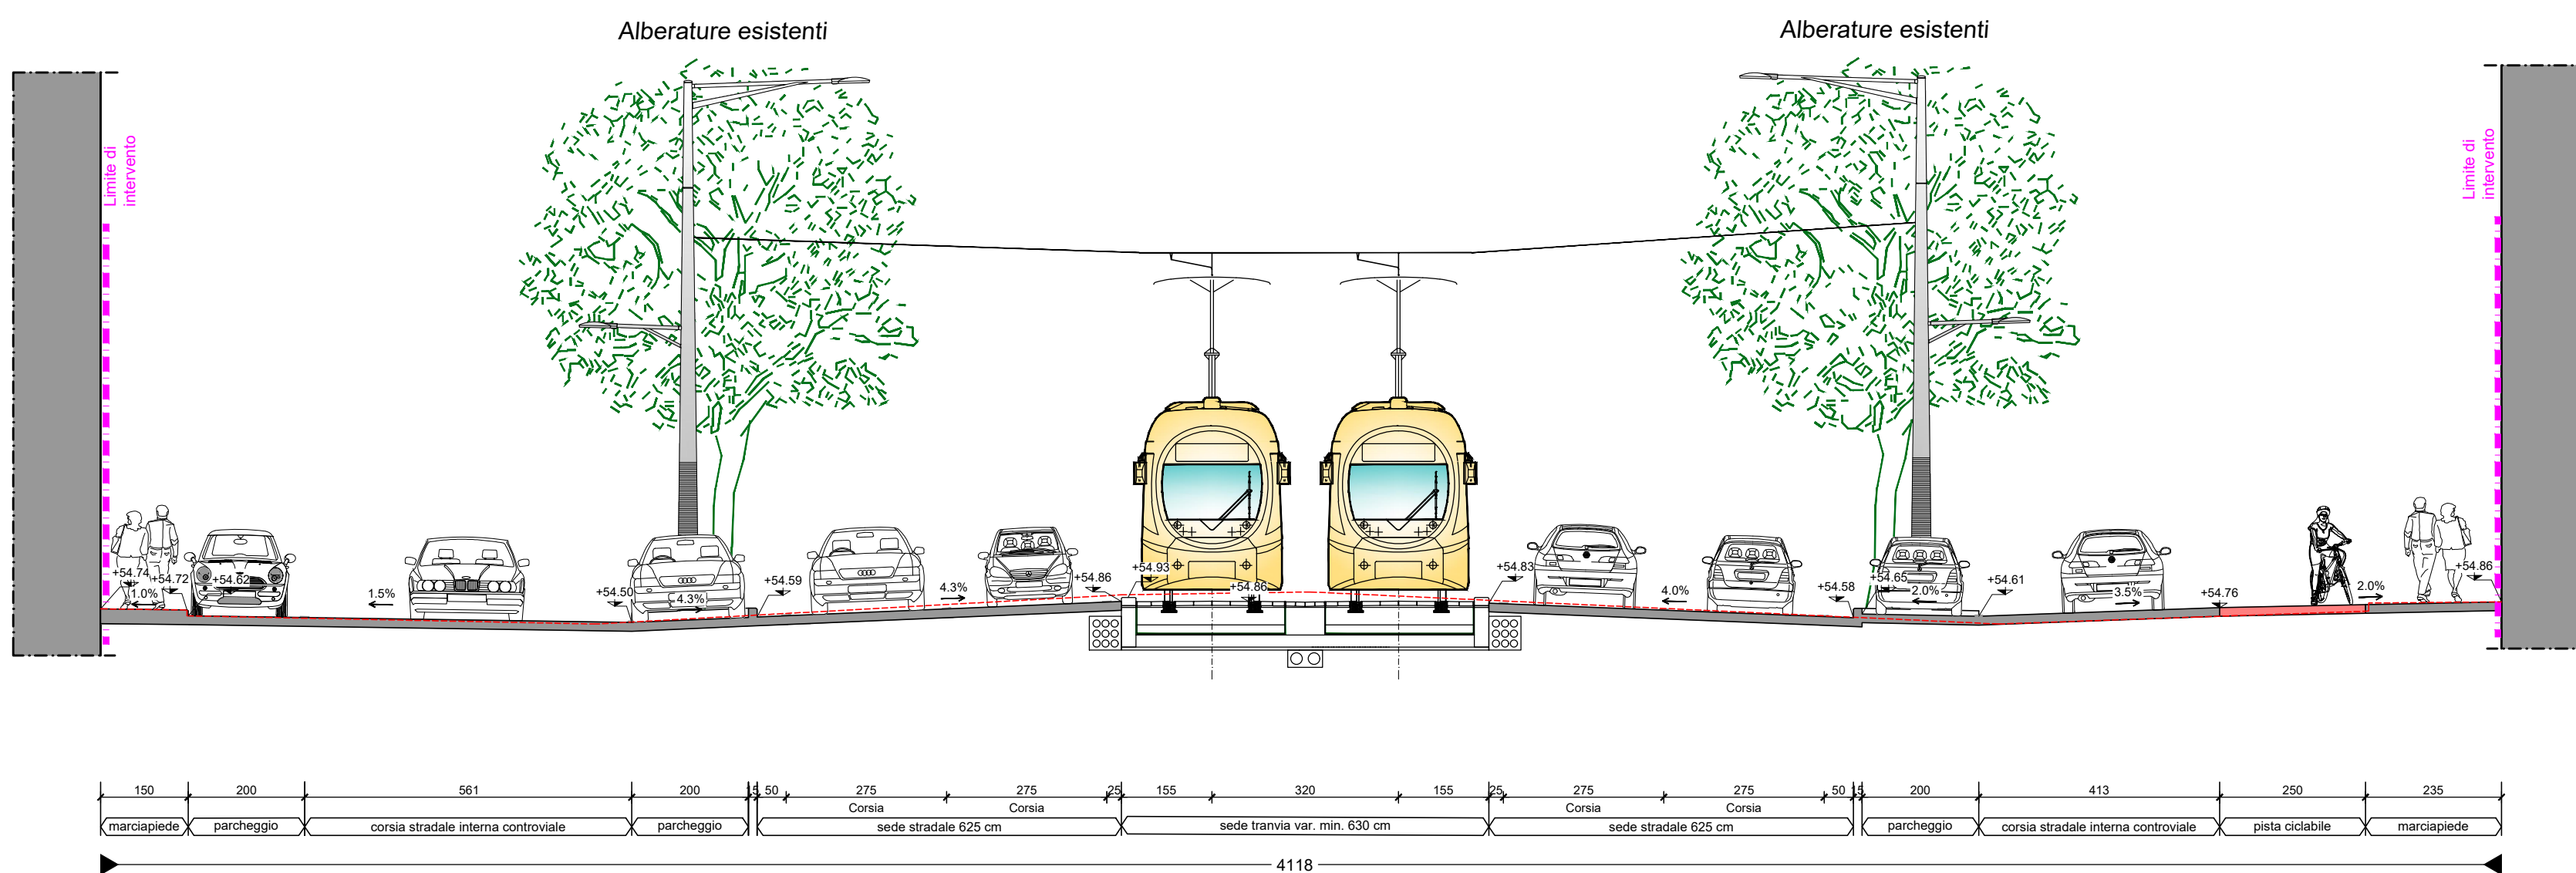 Alberature esistenti
Alberature esistenti
Limite di
intervento
Limite di
intervento
+54.74
+54.72
+54.62
1.0%
1.5%
+54.50
4.3%
+54.59
4.3%
+54.86
+54.93
+54.86
+54.83
4.0%
+54.58
+54.65
2.0%
+54.61
3.5%
+54.76
2.0%
+54.86
150 200 561 200 15 50 275 275 25 155 320 155 25 275 275 50 15 200 413 250 235
Corsia Corsia Corsia Corsia
marciapiede parcheggio corsia stradale interna controviale parcheggio sede stradale 625 cm sede tranvia var. min. 630 cm sede stradale 625 cm parcheggio corsia stradale interna controviale pista ciclabile marciapiede
4118